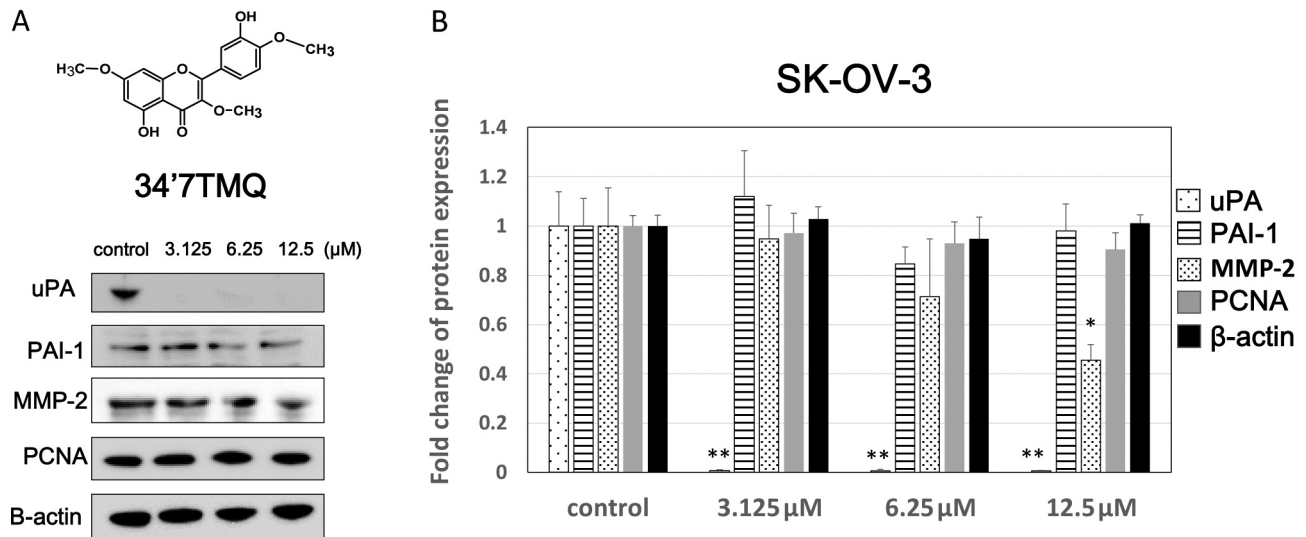 A
OH
O
CH3
H3C
O
O
O
CH3
OH
O
34'7TMQ
control 3.125 6.25 12.5 (μM)
uPA
PAI-1
MMP-2
PCNA
B-actin
B
SK-OV-3
Fold change of protein expression
1.4
1.2
1
0.8
0.6
0.4
0.2
0
**
**
**
*
control 3.125 μM 6.25 μM 12.5 μM
uPA
PAI-1
MMP-2
PCNA
β-actin